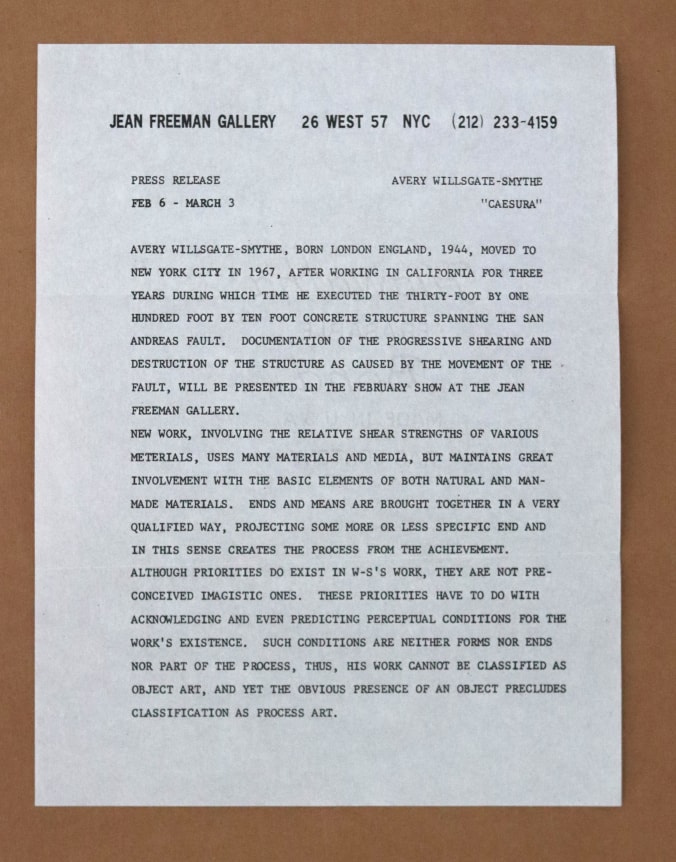 JEAN FREEMAN GALLERY 26 WEST 57 NYC (212) 233-4159
PRESS RELEASE AVERY WILLSGATE-SMYTHE
FEB 6 - MARCH 3 "CAESURA"
AVERY WILLSGATE-SMYTHE, BORN LONDON ENGLAND, 1944, MOVED TO
NEW YORK CITY IN 1967, AFTER WORKING IN CALIFORNIA FOR THREE
YEARS DURING WHICH TIME HE EXECUTED THE THIRTY-FOOT BY ONE
HUNDRED FOOT BY TEN FOOT CONCRETE STRUCTURE SPANNING THE SAN
ANDREAS FAULT. DOCUMENTATION OF THE PROGRESSIVE SHEARING AND
DESTRUCTION OF THE STRUCTURE AS CAUSED BY THE MOVEMENT OF THE
FAULT, WILL BE PRESENTED IN THE FEBRUARY SHOW AT THE JEAN
FREEMAN GALLERY.
NEW WORK, INVOLVING THE RELATIVE SHEAR STRENGTHS OF VARIOUS
METERIALS, USES MANY MATERIALS AND MEDIA, BUT MAINTAINS GREAT
INVOLVEMENT WITH THE BASIC ELEMENTS OF BOTH NATURAL AND MAN-
MADE MATERIALS. ENDS AND MEANS ARE BROUGHT TOGETHER IN A VERY
QUALIFIED WAY, PROJECTING SOME MORE OR LESS SPECIFIC END AND
IN THIS SENSE CREATES THE PROCESS FROM THE ACHIEVEMENT.
ALTHOUGH PRIORITIES DO EXIST IN W-S'S WORK, THEY ARE NOT PRE-
CONCEIVED IMAGISTIC ONES. THESE PRIORITIES HAVE TO DO WITH
ACKNOWLEDGING AND EVEN PREDICTING PERCEPTUAL CONDITIONS FOR THE
WORK'S EXISTENCE. SUCH CONDITIONS ARE NEITHER FORMS NOR ENDS
NOR PART OF THE PROCESS, THUS, HIS WORK CANNOT BE CLASSIFIED AS
OBJECT ART, AND YET THE OBVIOUS PRESENCE OF AN OBJECT PRECLUDES
CLASSIFICATION AS PROCESS ART.